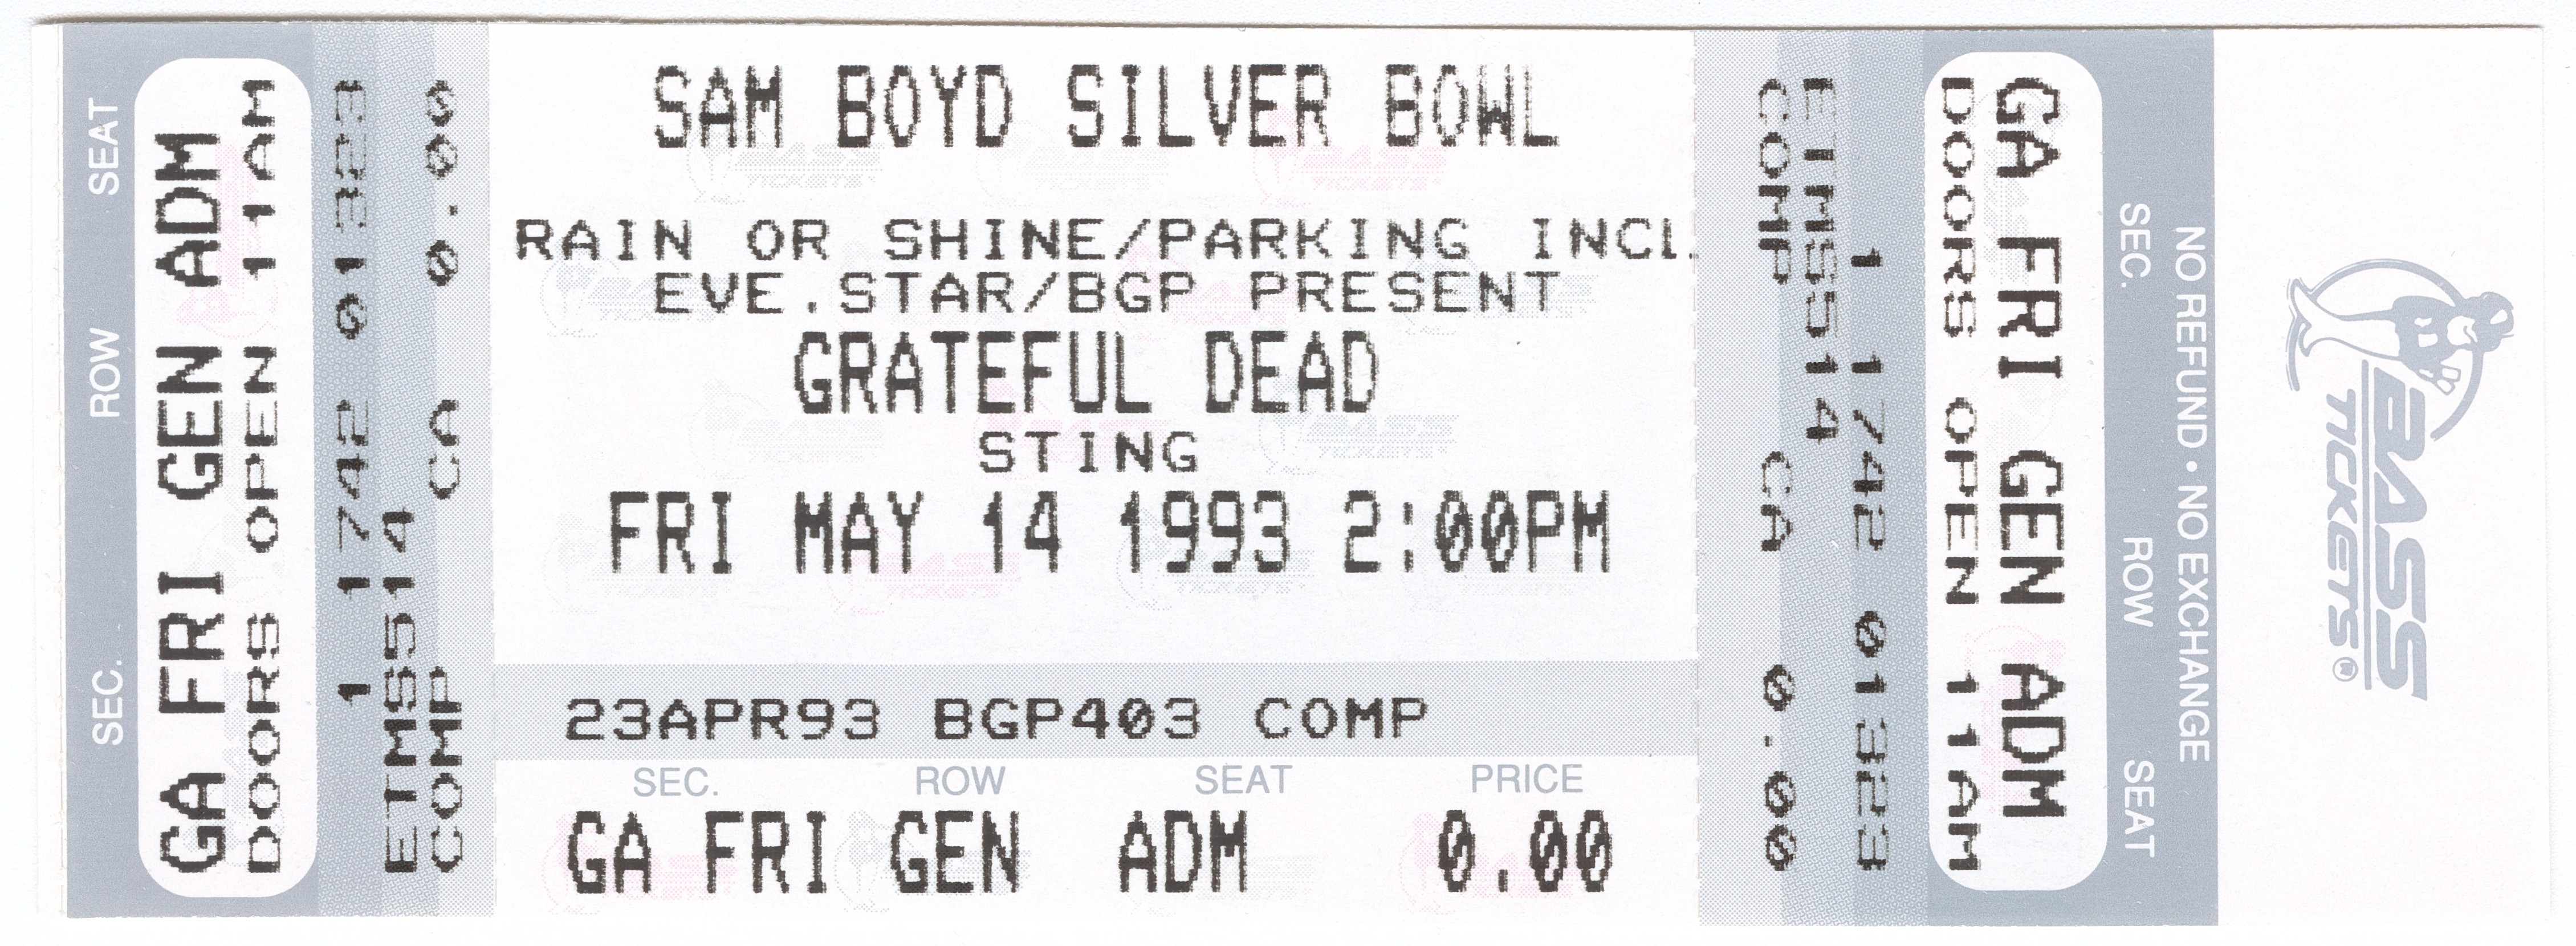 SEAT
ROW
SEC.
GA FRI GEN ADM
DOORS OPEN 11AM
1 1742 01323
ETMS514
COMP CA 0.00
SAM BOYD SILVER BOWL
RAIN OR SHINE/PARKING INCL.
EVE.STAR/BGP PRESENT
GRATEFUL DEAD
STING
FRI MAY 14 1993 2:00PM
23APR93 BGP403 COMP
SEC. ROW SEAT PRICE
GA FRI GEN ADM 0.00
COMP CA 0.00
ETMS514
1 1742 01323
DOORS OPEN 11AM
GA FRI GEN ADM
SEC. ROW SEAT
NO REFUND • NO EXCHANGE
BASS
TICKETS®